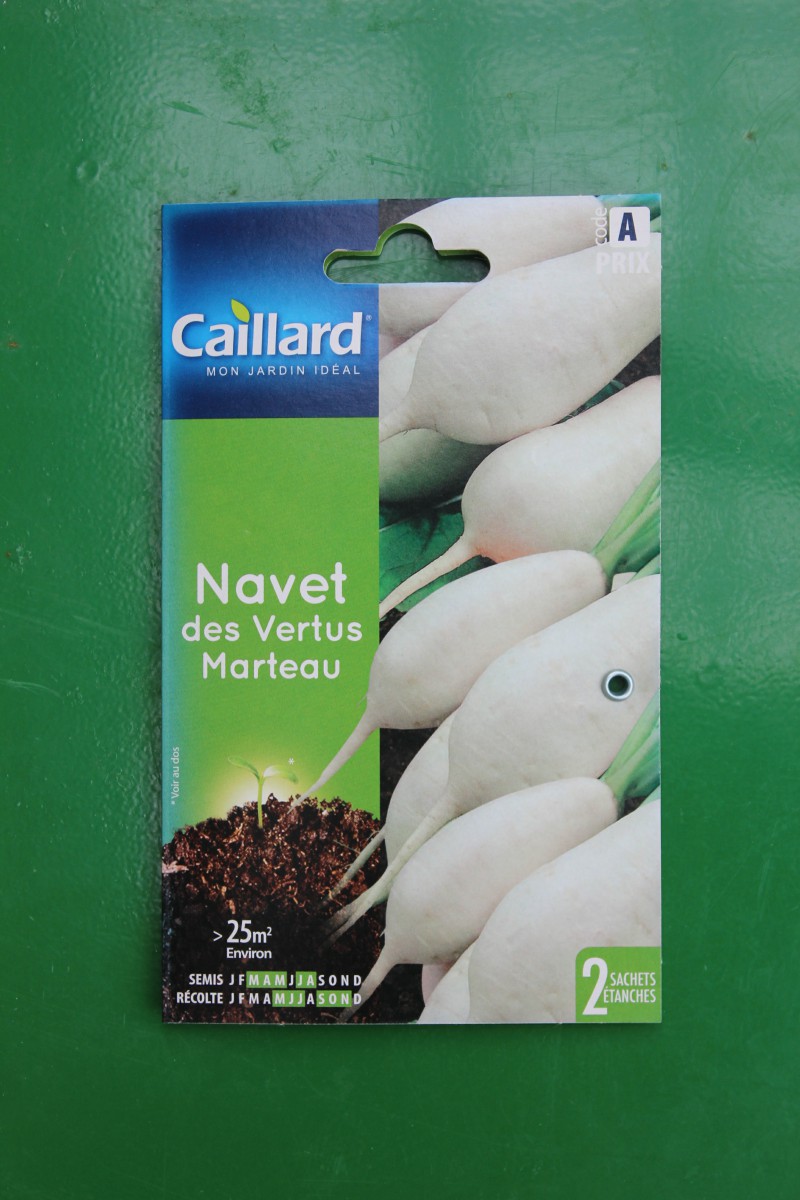 code
A
PRIX
Caillard®
MON JARDIN IDÉAL
Navet
des Vertus
Marteau
*
* Voir au dos
> 25m²
Environ
SEMIS J F M A M J J A S O N D
RÉCOLTE J F M A M J J A S O N D
2 SACHETS
ÉTANCHES